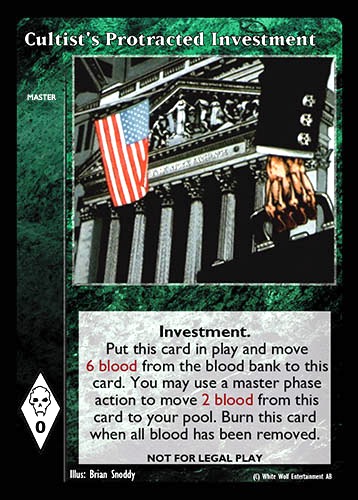 Cultist's Protracted Investment
MASTER
Investment.
Put this card in play and move
6 blood from the blood bank to this
card. You may use a master phase
action to move 2 blood from this
card to your pool. Burn this card
when all blood has been removed.
NOT FOR LEGAL PLAY
0
Illus: Brian Snoddy
(C) White Wolf Entertainment AB